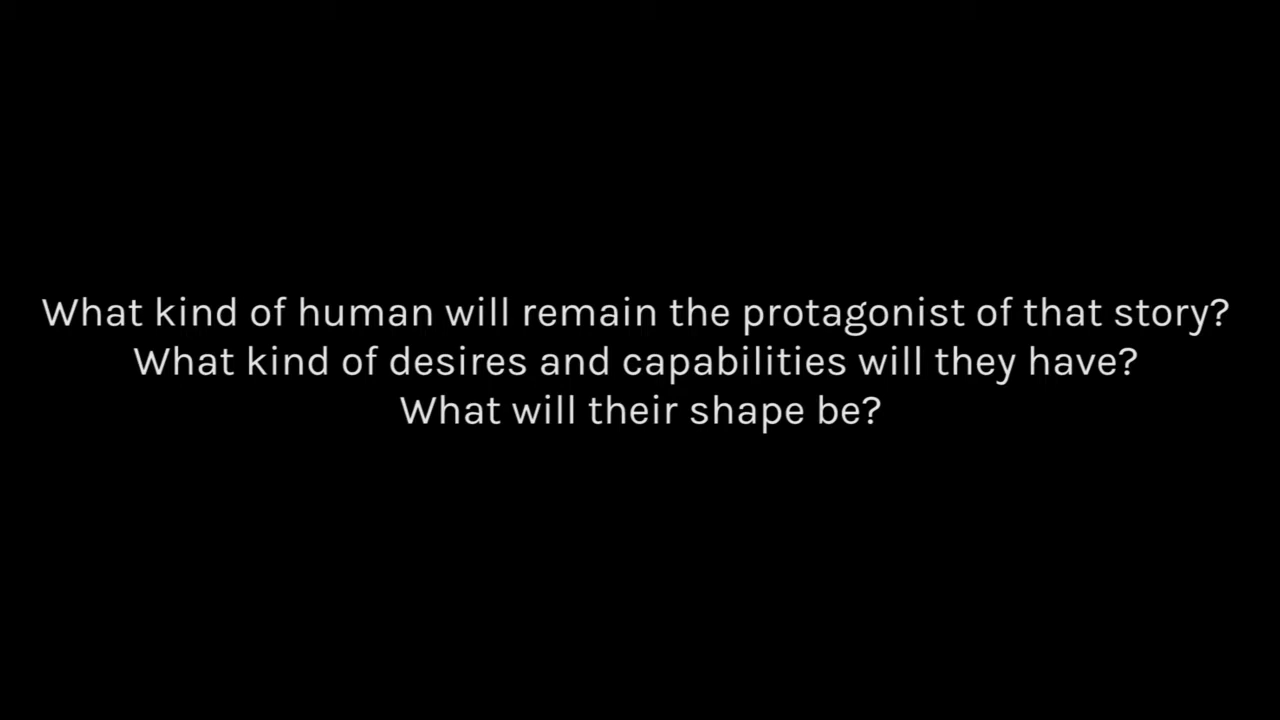 What kind of human will remain the protagonist of that story?
What kind of desires and capabilities will they have?
What will their shape be?